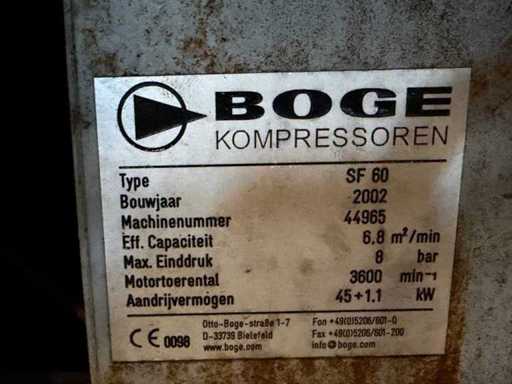 BOGE
KOMPRESSOREN
Type SF 60
Bouwjaar 2002
Machinenummer 44965
Eff. Capaciteit 6,8 m³/min
Max. Einddruk 8 bar
Motortoerental 3600 min⁻¹
Aandrijvermogen 45+1.1 kW
CE 0098
Otto-Boge-straße 1-7 Fon +49(0)5206/601-0
D-33739 Bielefeld Fax +49(0)5206/601-200
www.boge.com info@boge.com